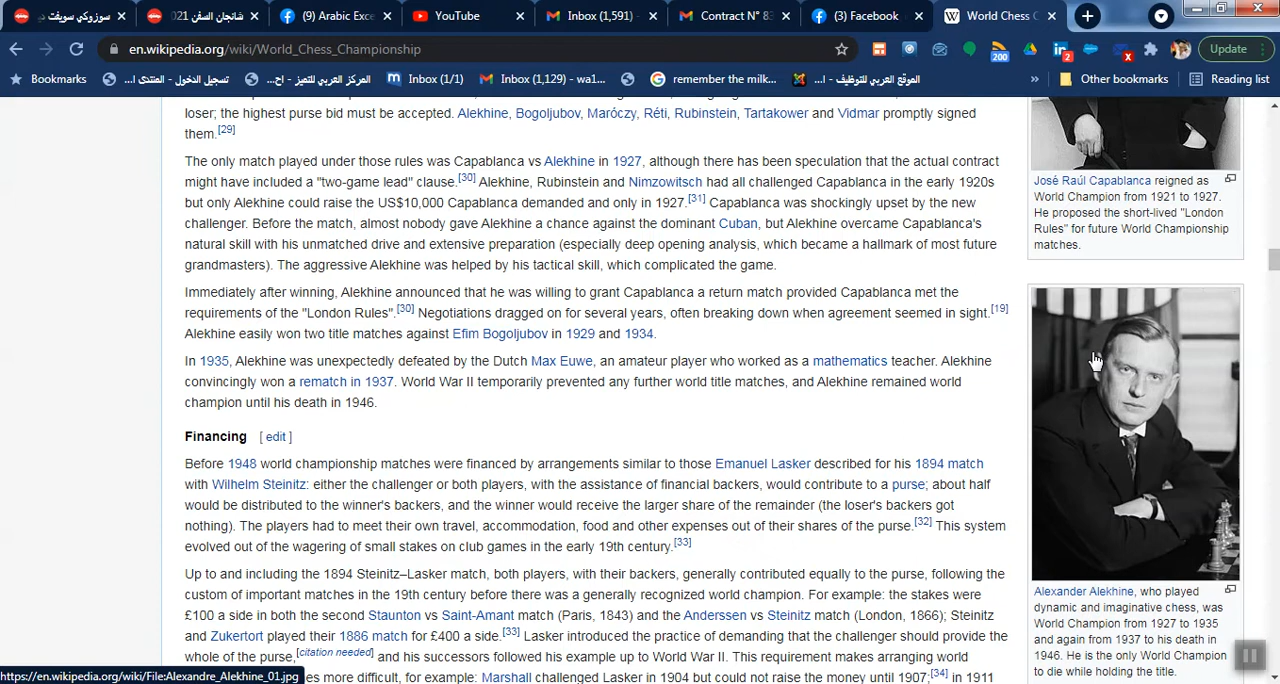 سوزوكي سويفت
شانجان السفن 021
(9) Arabic Exce
YouTube
Inbox (1,591) -
Contract N° 83
(3) Facebook
World Chess C
en.wikipedia.org/wiki/World_Chess_Championship
200
2
x
Update
Bookmarks
تسجيل الدخول - المنتدى ا...
المركز العربي للتميز - اح...
Inbox (1/1)
Inbox (1,129) - wa1...
remember the milk...
الموقع العربي للتوظيف - ا...
»
Other bookmarks
Reading list
loser; the highest purse bid must be accepted. Alekhine, Bogoljubov, Maróczy, Réti, Rubinstein, Tartakower and Vidmar promptly signed
them.[29]
The only match played under those rules was Capablanca vs Alekhine in 1927, although there has been speculation that the actual contract
might have included a "two-game lead" clause.[30] Alekhine, Rubinstein and Nimzowitsch had all challenged Capablanca in the early 1920s
but only Alekhine could raise the US$10,000 Capablanca demanded and only in 1927.[31] Capablanca was shockingly upset by the new
challenger. Before the match, almost nobody gave Alekhine a chance against the dominant Cuban, but Alekhine overcame Capablanca's
natural skill with his unmatched drive and extensive preparation (especially deep opening analysis, which became a hallmark of most future
grandmasters). The aggressive Alekhine was helped by his tactical skill, which complicated the game.
Immediately after winning, Alekhine announced that he was willing to grant Capablanca a return match provided Capablanca met the
requirements of the "London Rules".[30] Negotiations dragged on for several years, often breaking down when agreement seemed in sight.[19]
Alekhine easily won two title matches against Efim Bogoljubov in 1929 and 1934.
In 1935, Alekhine was unexpectedly defeated by the Dutch Max Euwe, an amateur player who worked as a mathematics teacher. Alekhine
convincingly won a rematch in 1937. World War II temporarily prevented any further world title matches, and Alekhine remained world
champion until his death in 1946.
Financing [ edit ]
Before 1948 world championship matches were financed by arrangements similar to those Emanuel Lasker described for his 1894 match
with Wilhelm Steinitz: either the challenger or both players, with the assistance of financial backers, would contribute to a purse; about half
would be distributed to the winner's backers, and the winner would receive the larger share of the remainder (the loser's backers got
nothing). The players had to meet their own travel, accommodation, food and other expenses out of their shares of the purse.[32] This system
evolved out of the wagering of small stakes on club games in the early 19th century.[33]
Up to and including the 1894 Steinitz–Lasker match, both players, with their backers, generally contributed equally to the purse, following the
custom of important matches in the 19th century before there was a generally recognized world champion. For example: the stakes were
£100 a side in both the second Staunton vs Saint-Amant match (Paris, 1843) and the Anderssen vs Steinitz match (London, 1866); Steinitz
and Zukertort played their 1886 match for £400 a side.[33] Lasker introduced the practice of demanding that the challenger should provide the
whole of the purse,[citation needed] and his successors followed his example up to World War II. This requirement makes arranging world
es more difficult, for example: Marshall challenged Lasker in 1904 but could not raise the money until 1907;[34] in 1911
José Raúl Capablanca reigned as
World Champion from 1921 to 1927.
He proposed the short-lived "London
Rules" for future World Championship
matches.
Alexander Alekhine, who played
dynamic and imaginative chess, was
World Champion from 1927 to 1935
and again from 1937 to his death in
1946. He is the only World Champion
to die while holding the title.
https://en.wikipedia.org/wiki/File:Alexandre_Alekhine_01.jpg